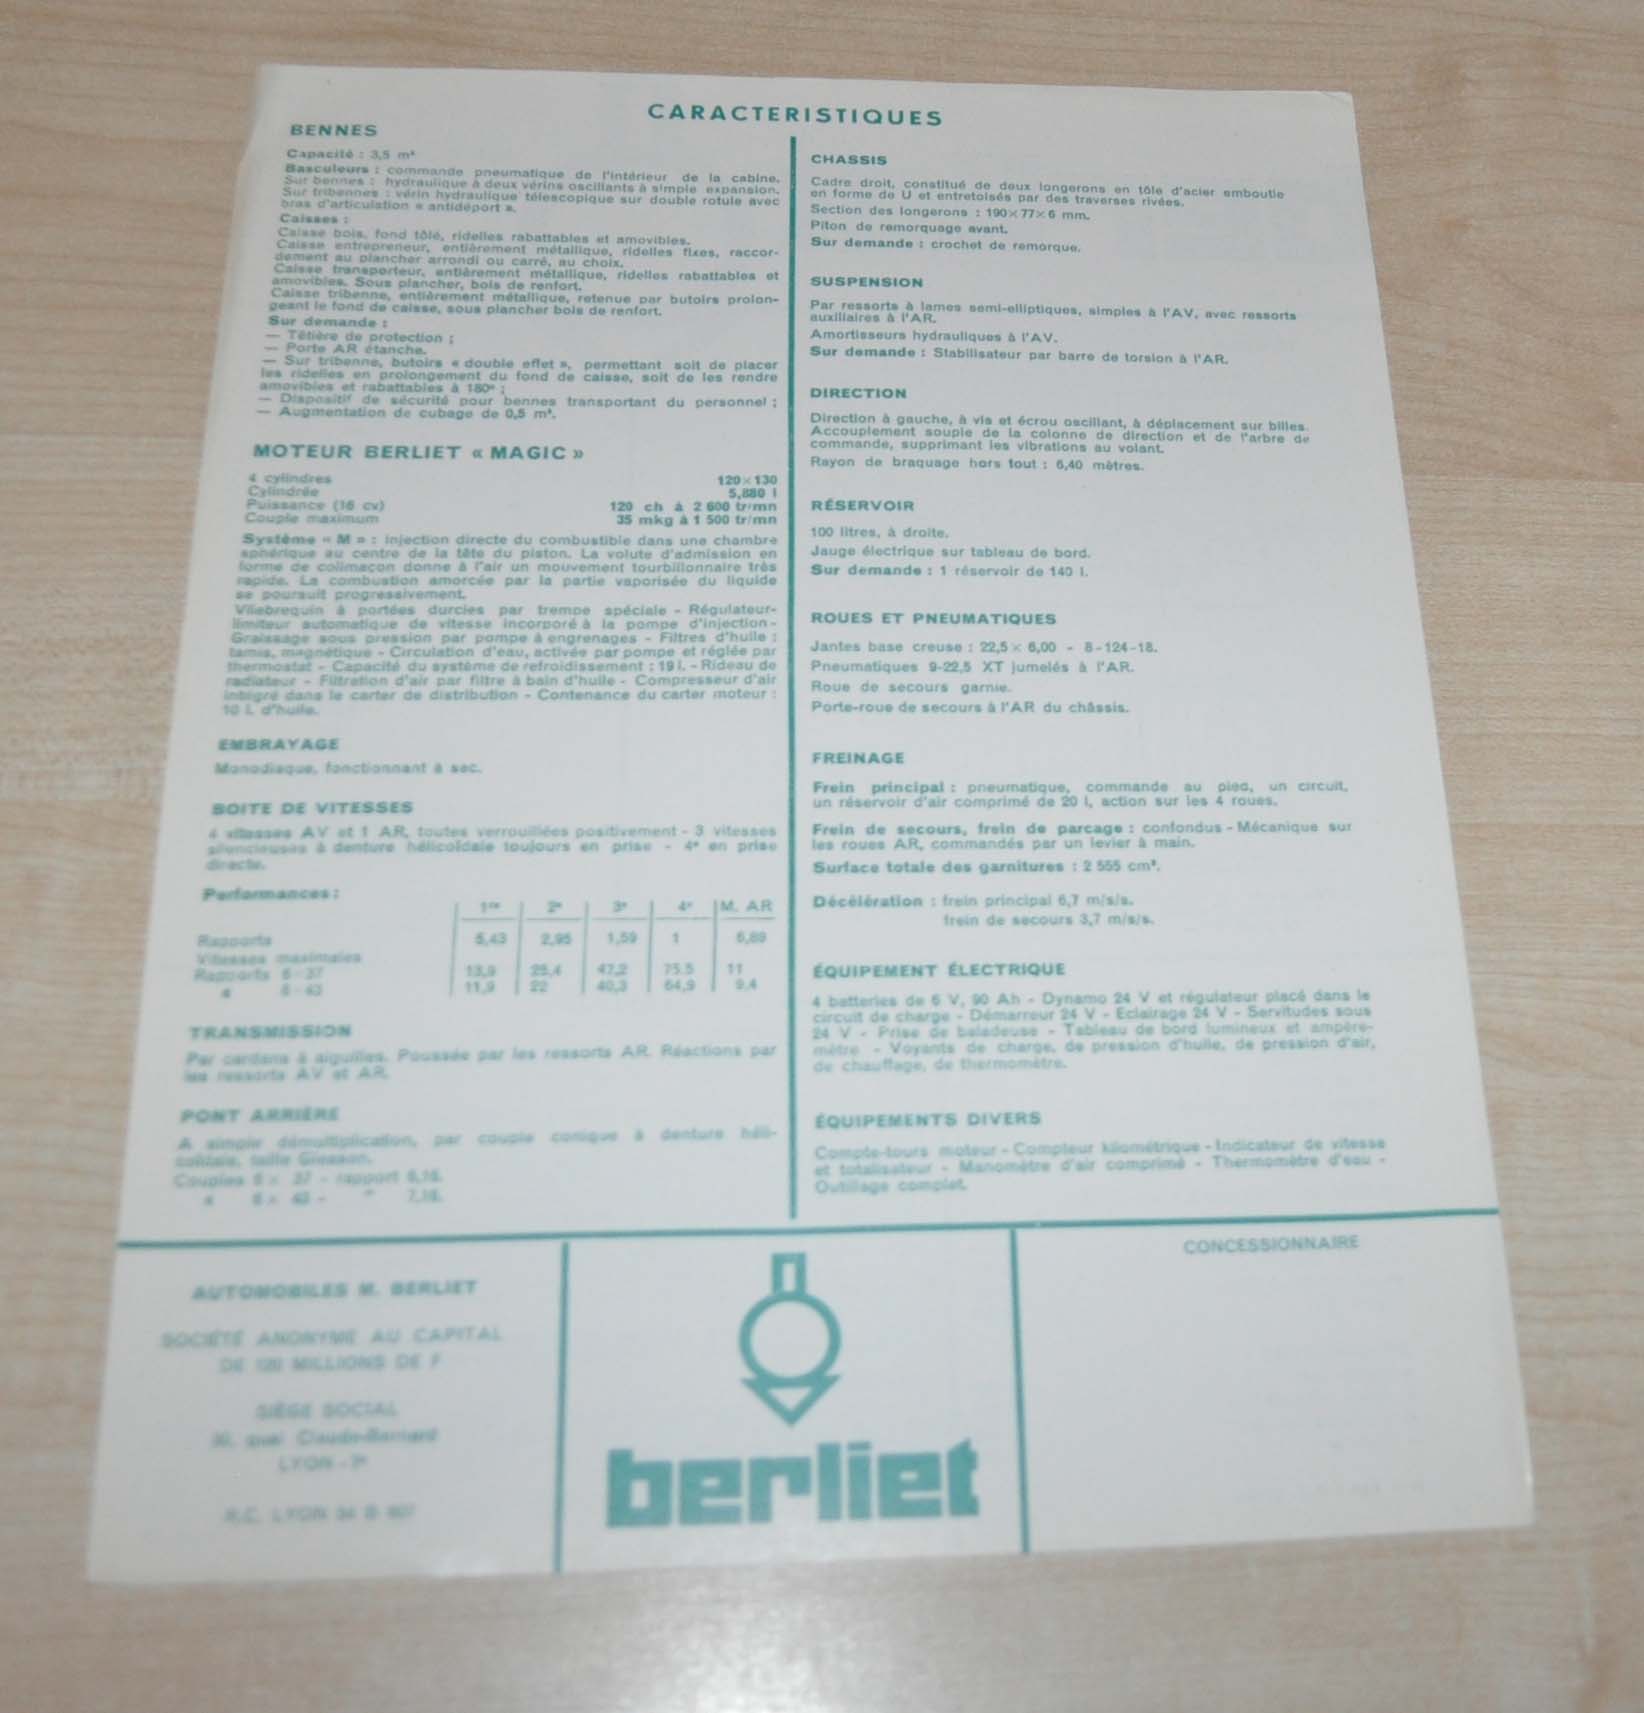 CARACTERISTIQUES
BENNES
Capacité : 3,5 m³
Basculeurs : commande pneumatique de l'intérieur de la cabine.
Sur bennes : hydraulique à deux vérins oscillants à simple expansion.
Sur tribennes : vérin hydraulique télescopique sur double rotule avec
bras d'articulation « antidéport ».
Caisses :
Caisse bois, fond tôlé, ridelles rabattables et amovibles.
Caisse entrepreneur, entièrement métallique, ridelles fixes, raccor-
dement au plancher arrondi ou carré, au choix.
Caisse transporteur, entièrement métallique, ridelles rabattables et
amovibles. Sous plancher, bois de renfort.
Caisse tribenne, entièrement métallique, retenue par butoirs prolon-
geant le fond de caisse, sous plancher bois de renfort.
Sur demande :
— Têtière de protection ;
— Porte AR étanche.
— Sur tribenne, butoirs « double effet », permettant soit de placer
les ridelles en prolongement du fond de caisse, soit de les rendre
amovibles et rabattables à 180° ;
— Dispositif de sécurité pour bennes transportant du personnel ;
— Augmentation de cubage de 0,5 m³.
MOTEUR BERLIET « MAGIC »
4 cylindres 120×130
Cylindrée 5,880 l
Puissance (16 cv) 120 ch à 2 600 tr/mn
Couple maximum 35 mkg à 1 500 tr/mn
Système « M » : injection directe du combustible dans une chambre
sphérique au centre de la tête du piston. La volute d'admission en
forme de colimaçon donne à l'air un mouvement tourbillonnaire très
rapide. La combustion amorcée par la partie vaporisée du liquide
se poursuit progressivement.
Vilebrequin à portées durcies par trempe spéciale - Régulateur-
limiteur automatique de vitesse incorporé à la pompe d'injection -
Graissage sous pression par pompe à engrenages - Filtres d'huile :
tamis, magnétique - Circulation d'eau, activée par pompe et réglée par
thermostat - Capacité du système de refroidissement : 19 l. - Rideau de
radiateur - Filtration d'air par filtre à bain d'huile - Compresseur d'air
intégré dans le carter de distribution - Contenance du carter moteur :
10 l. d'huile.
EMBRAYAGE
Monodisque, fonctionnant à sec.
BOITE DE VITESSES
4 vitesses AV et 1 AR, toutes verrouillées positivement - 3 vitesses
silencieuses à denture hélicoïdale toujours en prise - 4e en prise
directe.
Performances :
1re 2e 3e 4e M. AR
Rapports 5,43 2,95 1,59 1 6,89
Vitesses maximales
Rapports 6 - 37 13,9 25,4 47,2 75,5 11
« 6 - 43 11,9 22 40,3 64,9 9,4
TRANSMISSION
Par cardans à aiguilles. Poussée par les ressorts AR. Réactions par
les ressorts AV et AR.
PONT ARRIÈRE
A simple démultiplication, par couple conique à denture héli-
coïdale, taille Gleason.
Couples 6 × 37 - rapport 6,16.
« 6 × 43 - " 7,16.
CHASSIS
Cadre droit, constitué de deux longerons en tôle d'acier emboutie
en forme de U et entretoisés par des traverses rivées.
Section des longerons : 190×77×6 mm.
Piton de remorquage avant.
Sur demande : crochet de remorque.
SUSPENSION
Par ressorts à lames semi-elliptiques, simples à l'AV, avec ressorts
auxiliaires à l'AR.
Amortisseurs hydrauliques à l'AV.
Sur demande : Stabilisateur par barre de torsion à l'AR.
DIRECTION
Direction à gauche, à vis et écrou oscillant, à déplacement sur billes.
Accouplement souple de la colonne de direction et de l'arbre de
commande, supprimant les vibrations au volant.
Rayon de braquage hors tout : 6,40 mètres.
RÉSERVOIR
100 litres, à droite.
Jauge électrique sur tableau de bord.
Sur demande : 1 réservoir de 140 l.
ROUES ET PNEUMATIQUES
Jantes base creuse : 22,5 × 6,00 - 8-124-18.
Pneumatiques 9-22,5 XT jumelés à l'AR.
Roue de secours garnie.
Porte-roue de secours à l'AR du châssis.
FREINAGE
Frein principal : pneumatique, commande au pied, un circuit,
un réservoir d'air comprimé de 20 l, action sur les 4 roues.
Frein de secours, frein de parcage : confondus - Mécanique sur
les roues AR, commandés par un levier à main.
Surface totale des garnitures : 2 555 cm².
Décélération : frein principal 6,7 m/s/s.
frein de secours 3,7 m/s/s.
ÉQUIPEMENT ÉLECTRIQUE
4 batteries de 6 V, 90 Ah - Dynamo 24 V et régulateur placé dans le
circuit de charge - Démarreur 24 V - Eclairage 24 V - Servitudes sous
24 V - Prise de baladeuse - Tableau de bord lumineux et ampère-
mètre - Voyants de charge, de pression d'huile, de pression d'air,
de chauffage, de thermomètre.
ÉQUIPEMENTS DIVERS
Compte-tours moteur - Compteur kilométrique - Indicateur de vitesse
et totalisateur - Manomètre d'air comprimé - Thermomètre d'eau -
Outillage complet.
AUTOMOBILES M. BERLIET
SOCIÉTÉ ANONYME AU CAPITAL
DE 120 MILLIONS DE F
SIÈGE SOCIAL
quai Claude-Bernard
LYON - 7e
R.C. LYON
berliet
CONCESSIONNAIRE